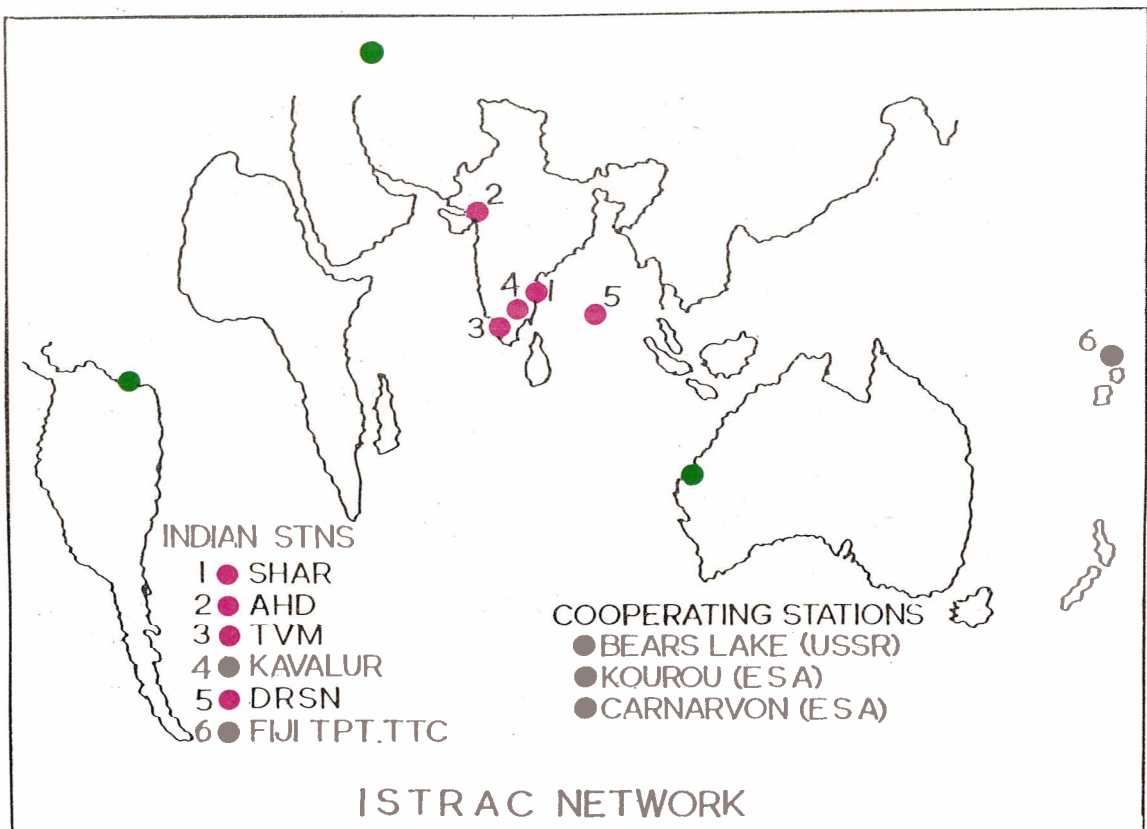 2
4
1
5
3
6
INDIAN STNS
1 SHAR
2 AHD
3 TVM
4 KAVALUR
5 DRSN
6 FIJI TPT.TTC
COOPERATING STATIONS
BEARS LAKE (USSR)
KOUROU (ESA)
CARNARVON (ESA)
ISTRAC NETWORK